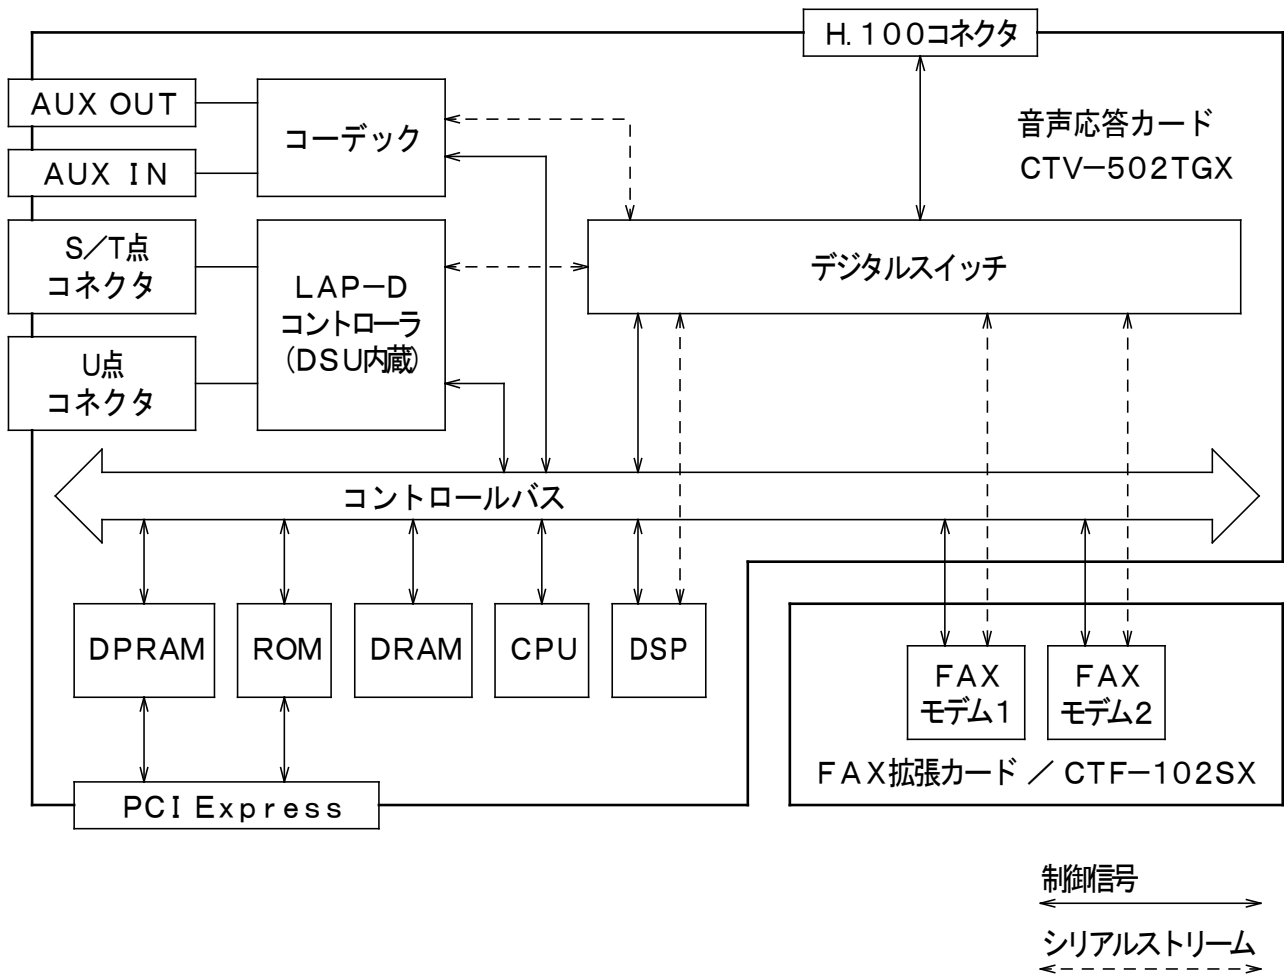 H.100コネクタ
AUX OUT
コーデック
音声応答カード
CTV−502TGX
AUX IN
S/T点
コネクタ
LAP−D
コントローラ
(DSU内蔵)
デジタルスイッチ
U点
コネクタ
コントロールバス
DPRAM
ROM
DRAM
CPU
DSP
FAX
モデム1
FAX
モデム2
FAX拡張カード / CTF−102SX
PCI Express
制御信号
シリアルストリーム